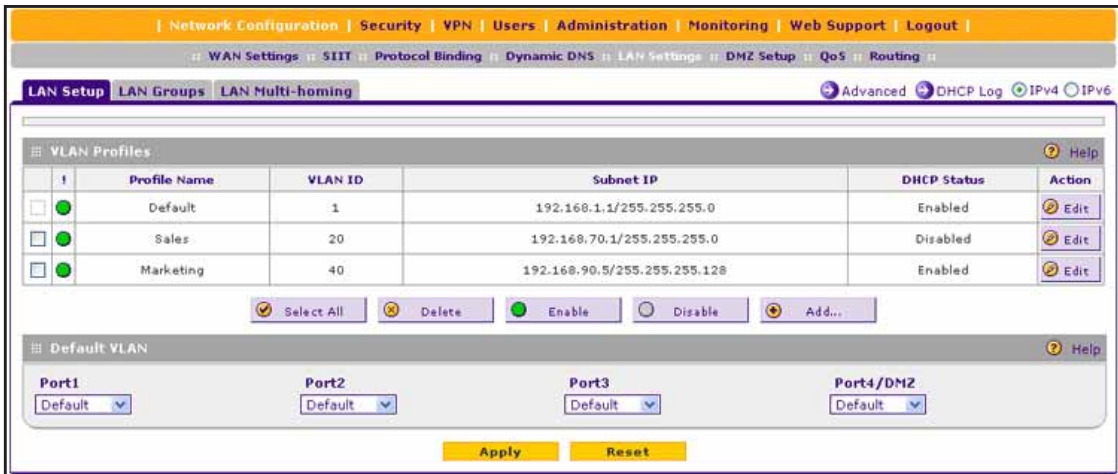 | Network Configuration | Security | VPN | Users | Administration | Monitoring | Web Support | Logout |
:: WAN Settings :: SIIT :: Protocol Binding :: Dynamic DNS :: LAN Settings :: DMZ Setup :: QoS :: Routing ::
LAN Setup LAN Groups LAN Multi-homing Advanced DHCP Log IPv4 IPv6
VLAN Profiles ? Help
! Profile Name VLAN ID Subnet IP DHCP Status Action
Default 1 192.168.1.1/255.255.255.0 Enabled Edit
Sales 20 192.168.70.1/255.255.255.0 Disabled Edit
Marketing 40 192.168.90.5/255.255.255.128 Enabled Edit
Select All Delete Enable Disable Add...
Default VLAN ? Help
Port1 Port2 Port3 Port4/DMZ
Default Default Default Default
Apply Reset